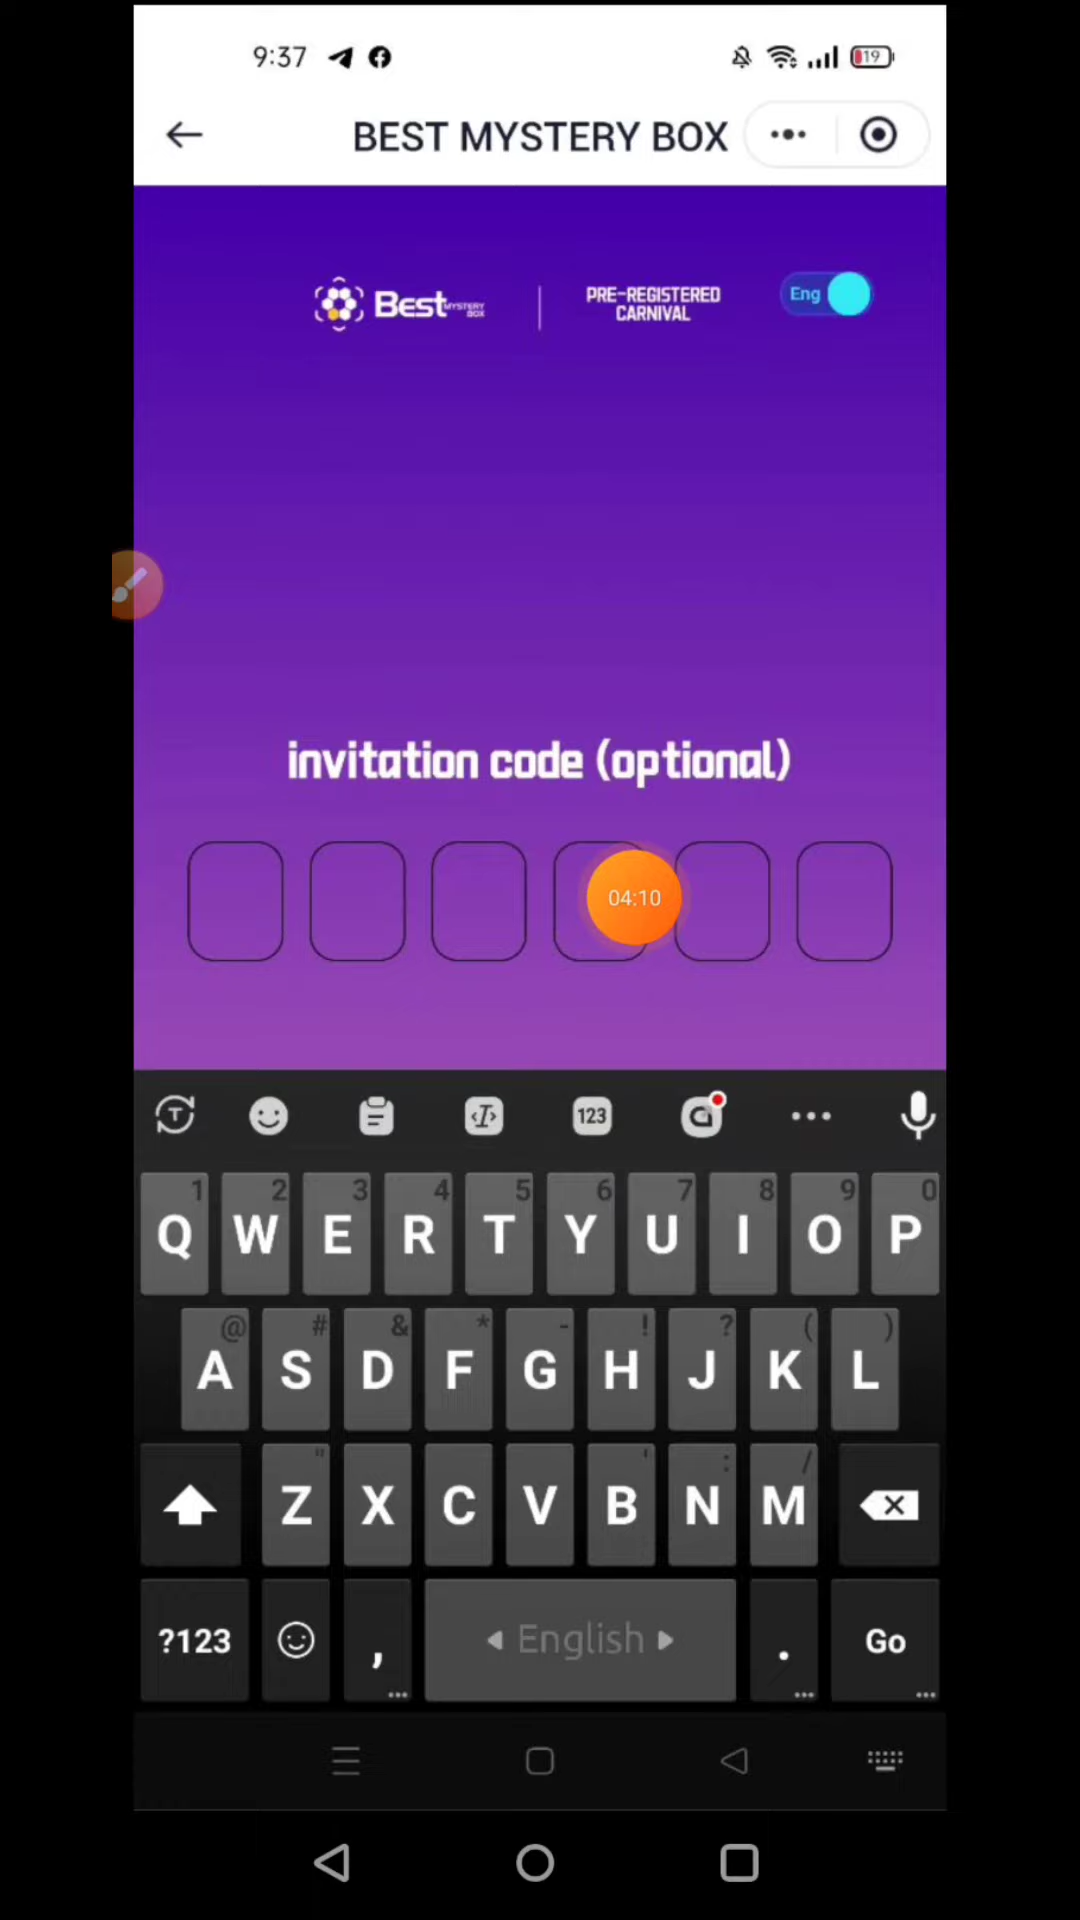 9:37
19
BEST MYSTERY BOX
Best MYSTERY BOX
PRE-REGISTERED
CARNIVAL
Eng
invitation code (optional)
04:10
T
123
1 2 3 4 5 6 7 8 9 0
Q W E R T Y U I O P
@ # & * - ! ? ( )
A S D F G H J K L
" ' : /
Z X C V B N M
?123 , English . Go